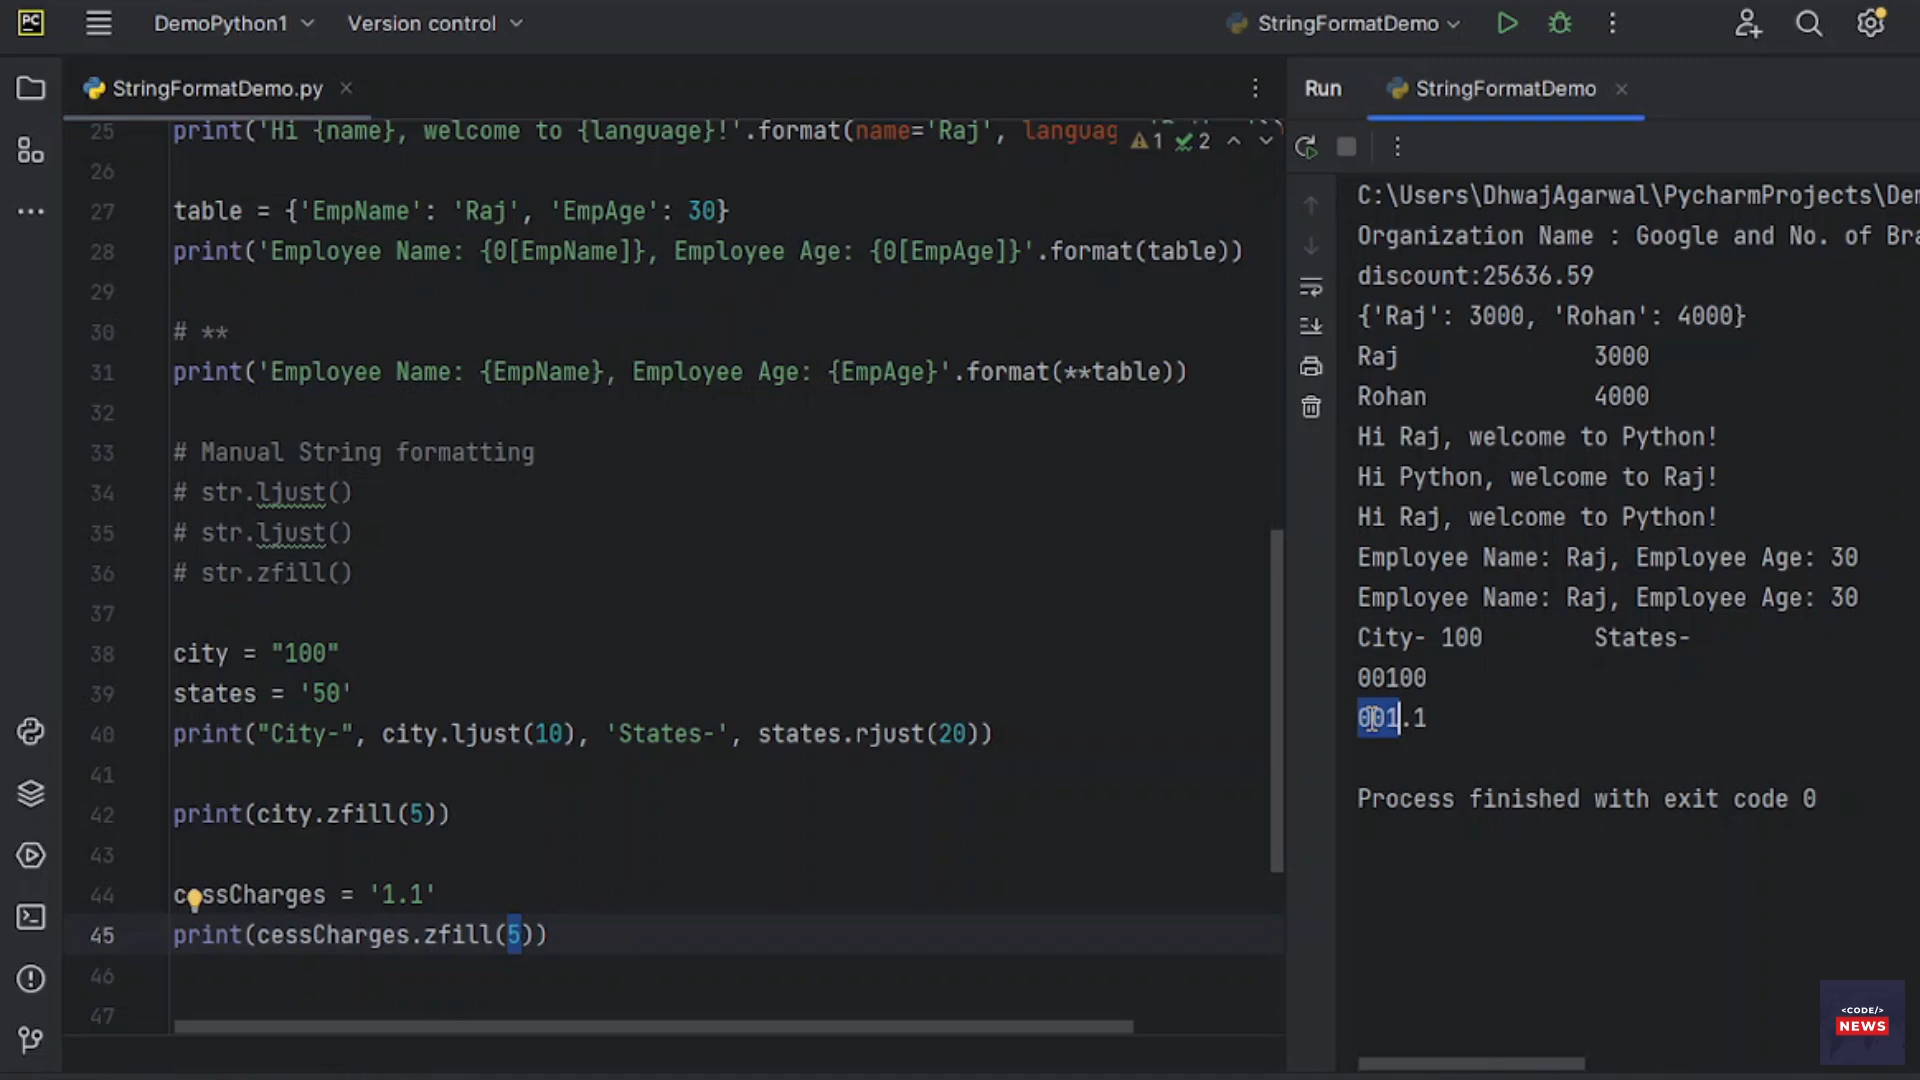 PC DemoPython1 Version control StringFormatDemo
StringFormatDemo.py
Run StringFormatDemo
1 2
25 print('Hi {name}, welcome to {language}!'.format(name='Raj', languag
26
27 table = {'EmpName': 'Raj', 'EmpAge': 30}
28 print('Employee Name: {0[EmpName]}, Employee Age: {0[EmpAge]}'.format(table))
29
30 # **
31 print('Employee Name: {EmpName}, Employee Age: {EmpAge}'.format(**table))
32
33 # Manual String formatting
34 # str.ljust()
35 # str.ljust()
36 # str.zfill()
37
38 city = "100"
39 states = '50'
40 print("City-", city.ljust(10), 'States-', states.rjust(20))
41
42 print(city.zfill(5))
43
44 cessCharges = '1.1'
45 print(cessCharges.zfill(5))
46
47
C:\Users\DhwajAgarwal\PycharmProjects\Dem
Organization Name : Google and No. of Bra
discount:25636.59
{'Raj': 3000, 'Rohan': 4000}
Raj 3000
Rohan 4000
Hi Raj, welcome to Python!
Hi Python, welcome to Raj!
Hi Raj, welcome to Python!
Employee Name: Raj, Employee Age: 30
Employee Name: Raj, Employee Age: 30
City- 100 States-
00100
001.1
Process finished with exit code 0
<CODE/>
NEWS